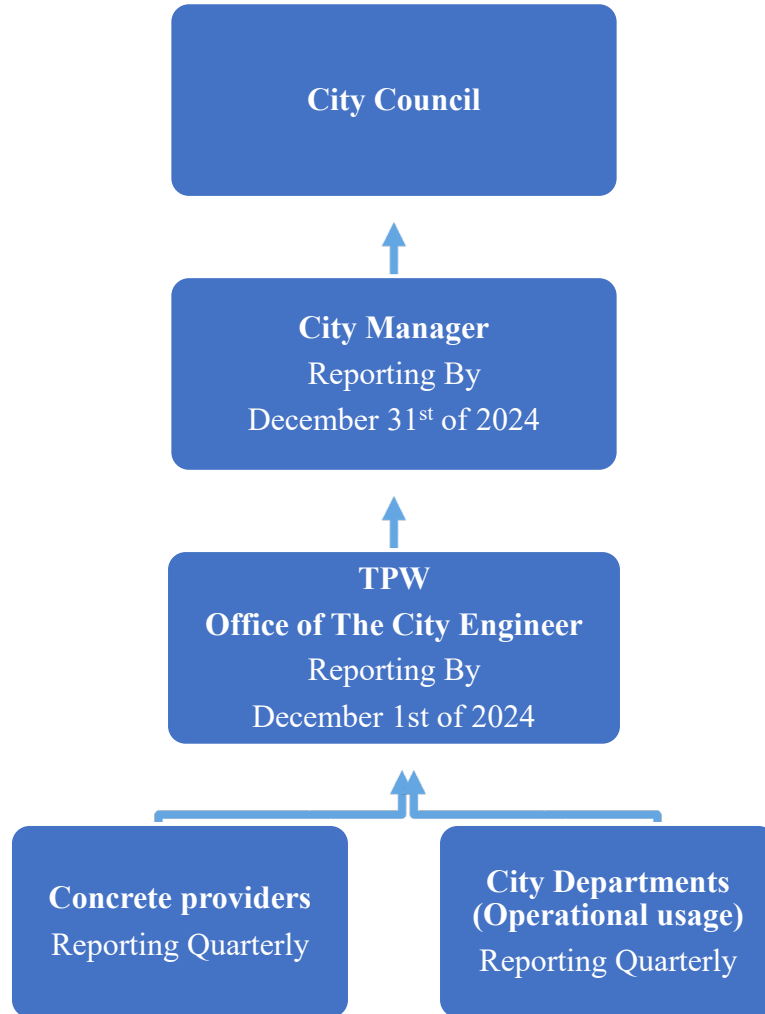 City Council
City Manager
Reporting By
December 31st of 2024
TPW
Office of The City Engineer
Reporting By
December 1st of 2024
Concrete providers
Reporting Quarterly
City Departments
(Operational usage)
Reporting Quarterly